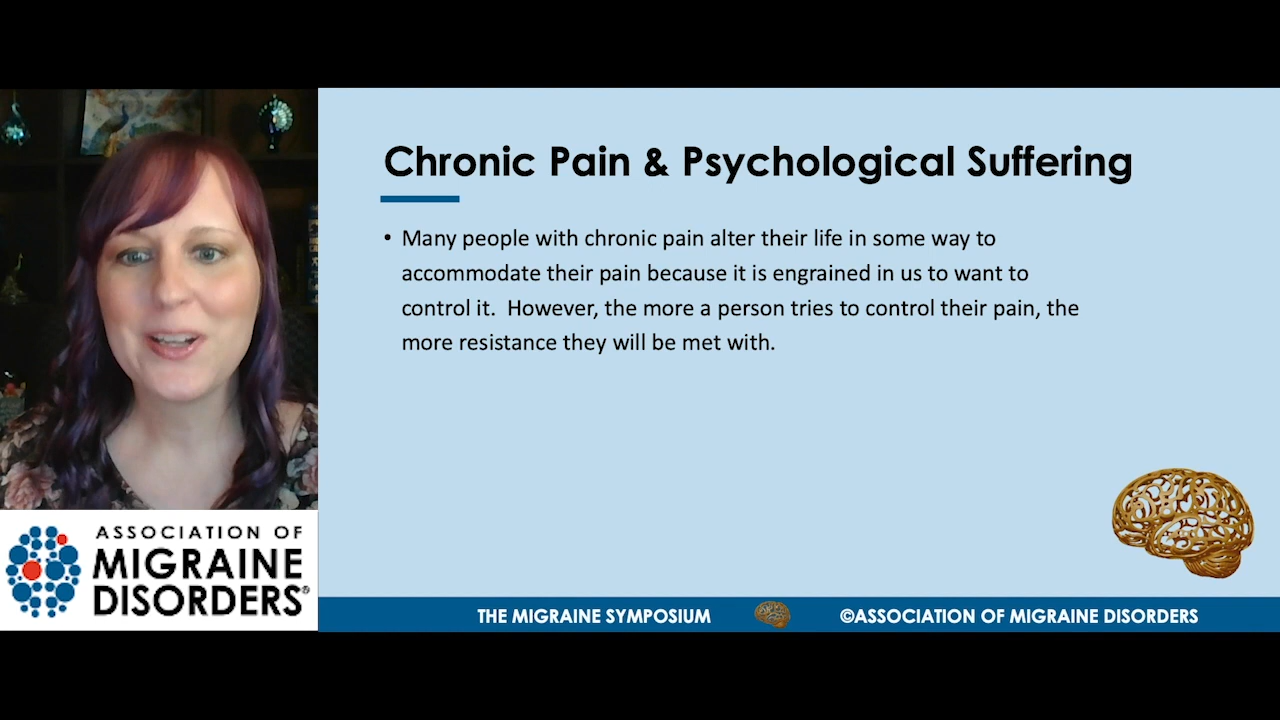 Chronic Pain & Psychological Suffering
• Many people with chronic pain alter their life in some way to
accommodate their pain because it is engrained in us to want to
control it.  However, the more a person tries to control their pain, the
more resistance they will be met with.
ASSOCIATION OF
MIGRAINE
DISORDERS®
THE MIGRAINE SYMPOSIUM
©ASSOCIATION OF MIGRAINE DISORDERS